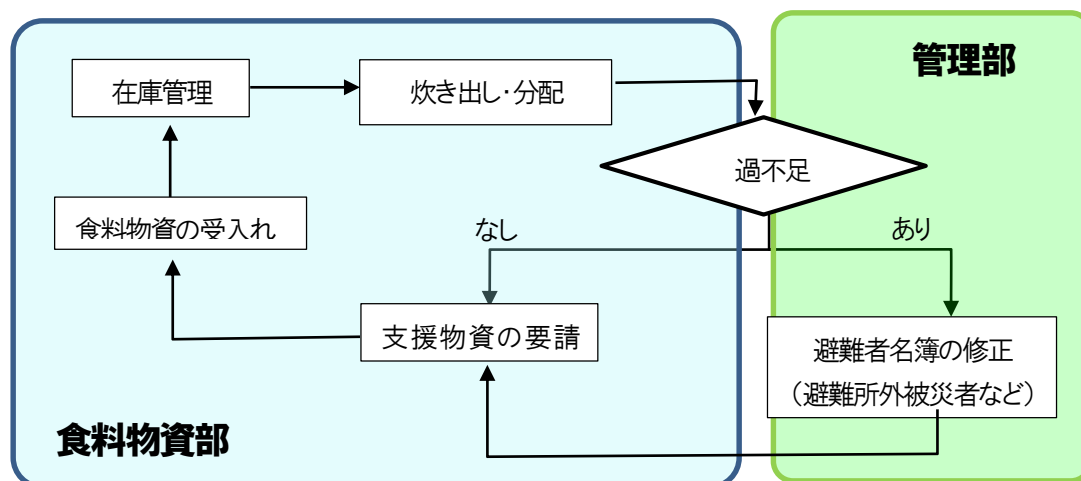 管理部
在庫管理
炊き出し・分配
過不足
食料物資の受入れ
なし
あり
支援物資の要請
避難者名簿の修正
（避難所外被災者など）
食料物資部